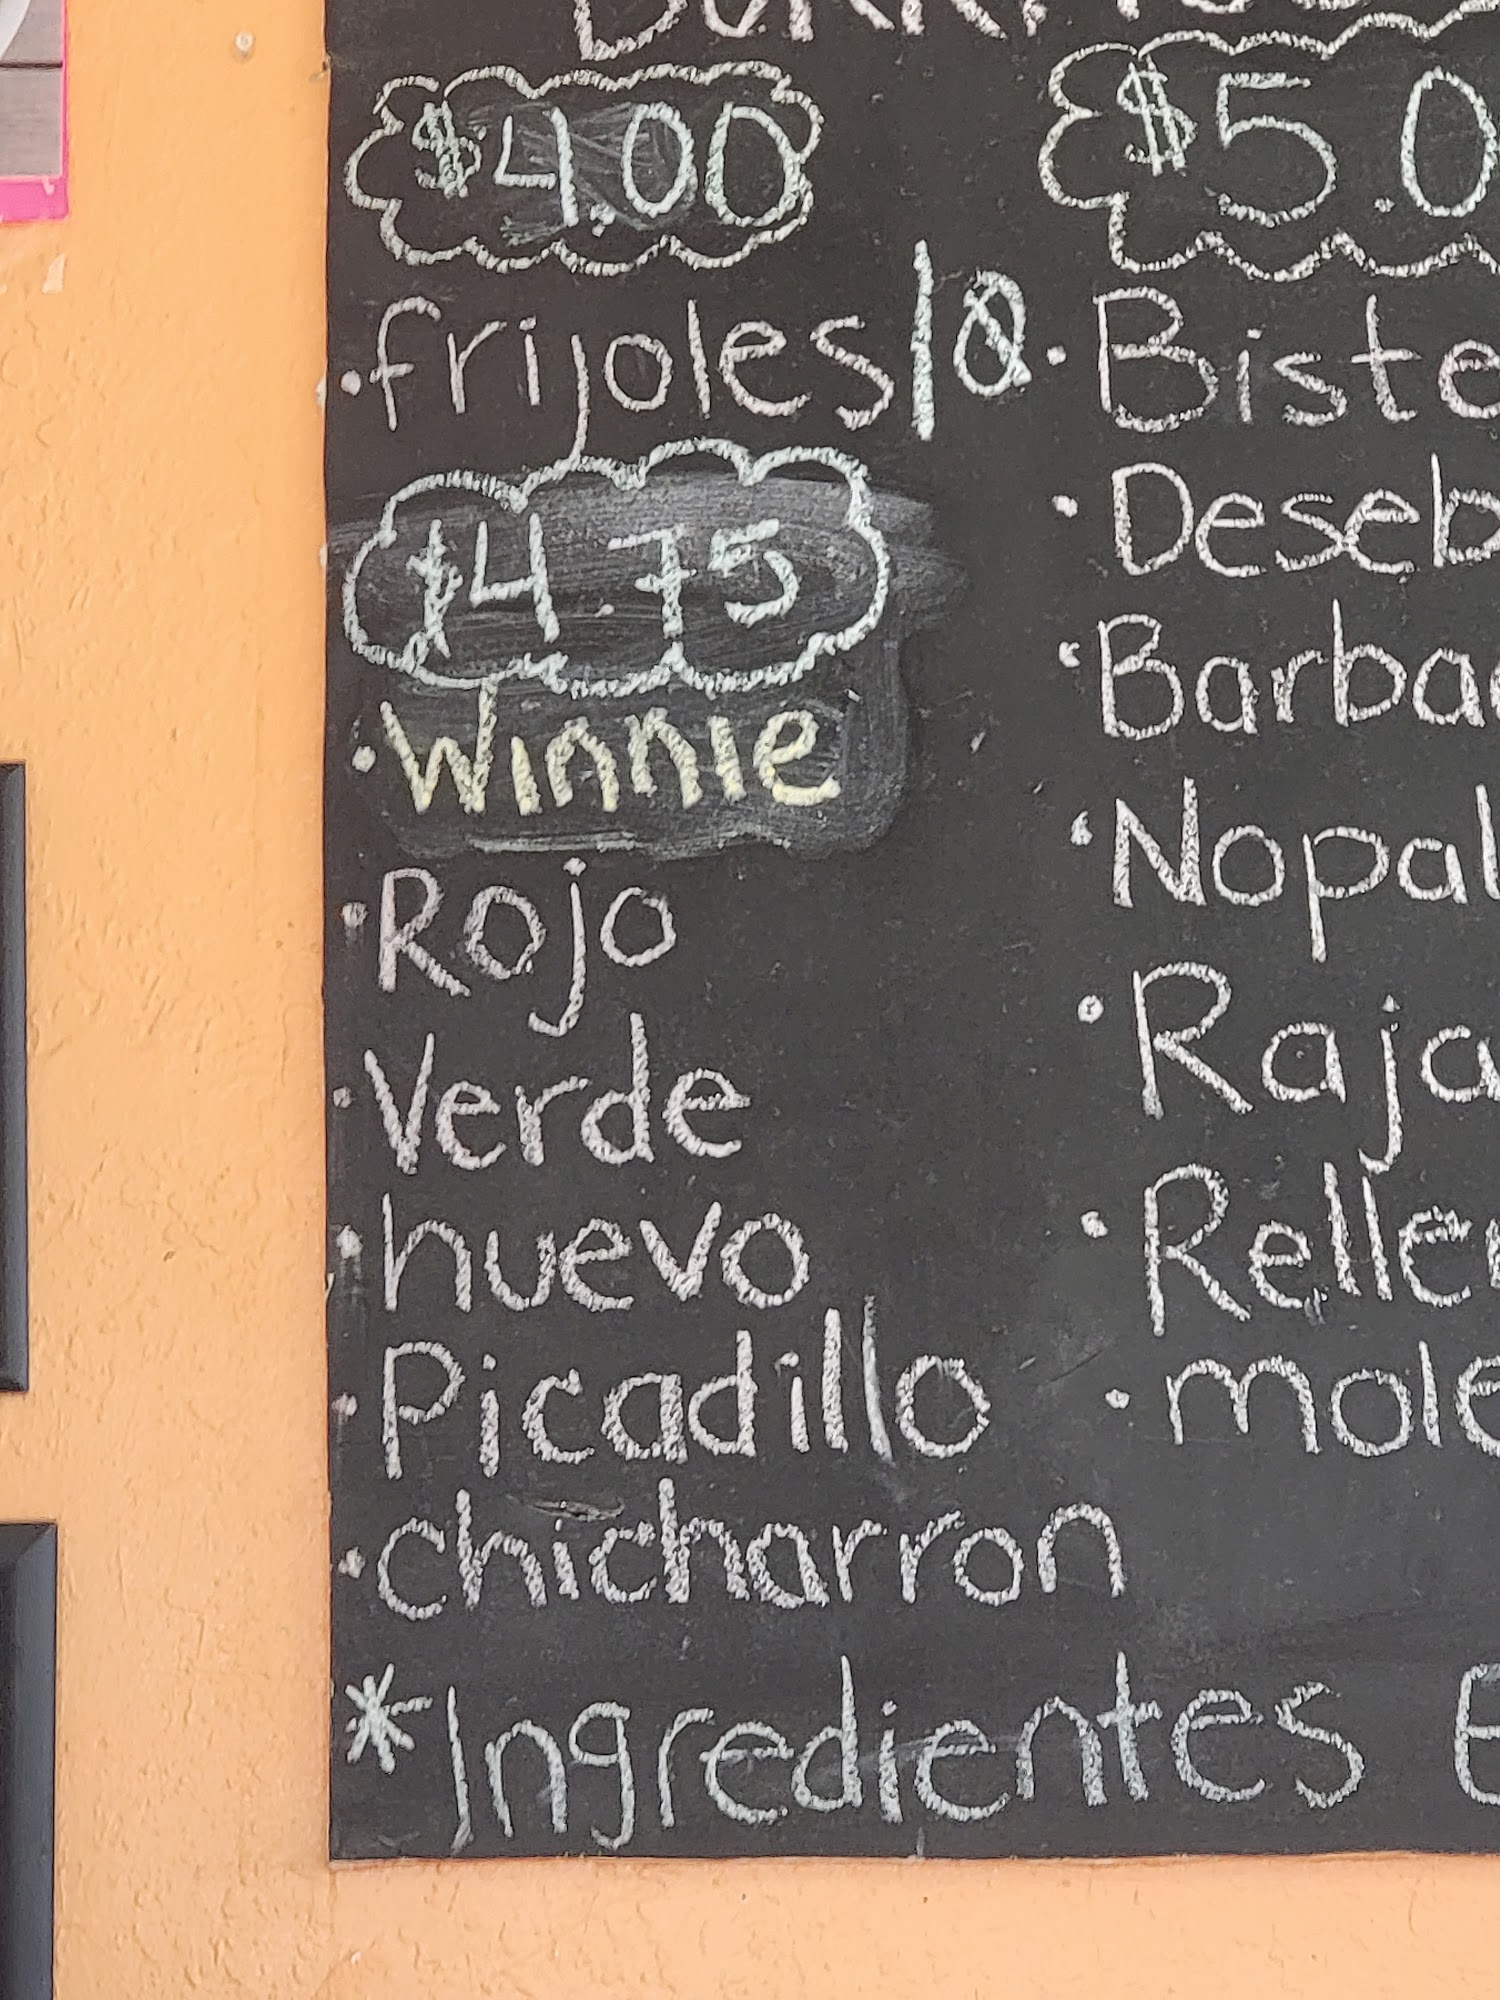 $4.00
• frijoles | Q
$4.75
• Winnie
• Rojo
• Verde
• huevo
• Picadillo
• chicharron
$5.0
• Biste
• Deseb
• Barba
• Nopal
• Raja
• Relle
• mole
*Ingredientes E